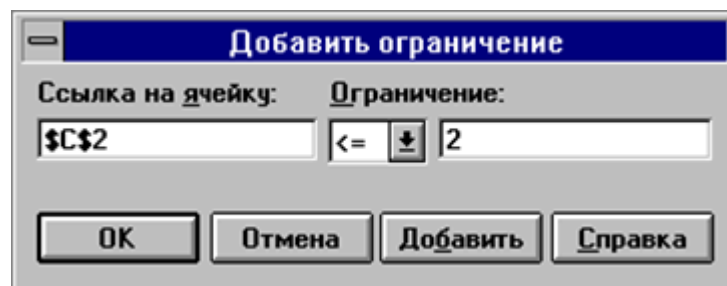 Добавить ограничение
Ссылка на ячейку: Ограничение:
$C$2 <= 2
OK Отмена Добавить Справка